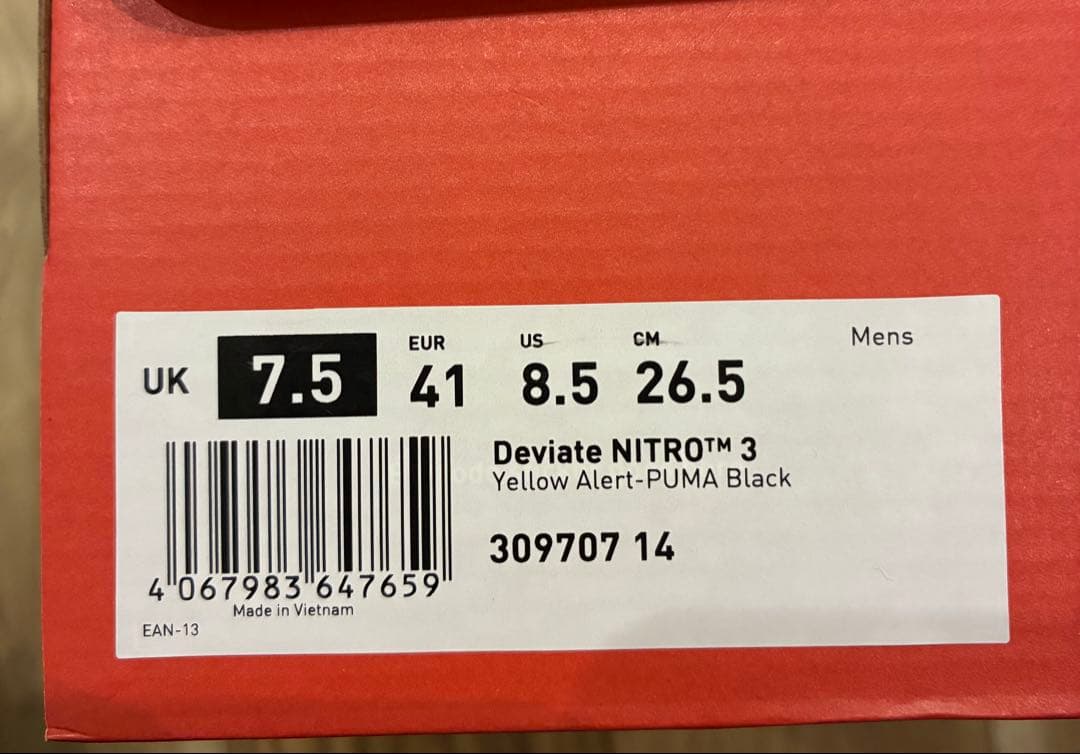 Mens
UK 7.5
EUR 41
US 8.5
CM 26.5
Deviate NITRO™ 3
Yellow Alert-PUMA Black
309707 14
4 067983 647659
Made in Vietnam
EAN-13